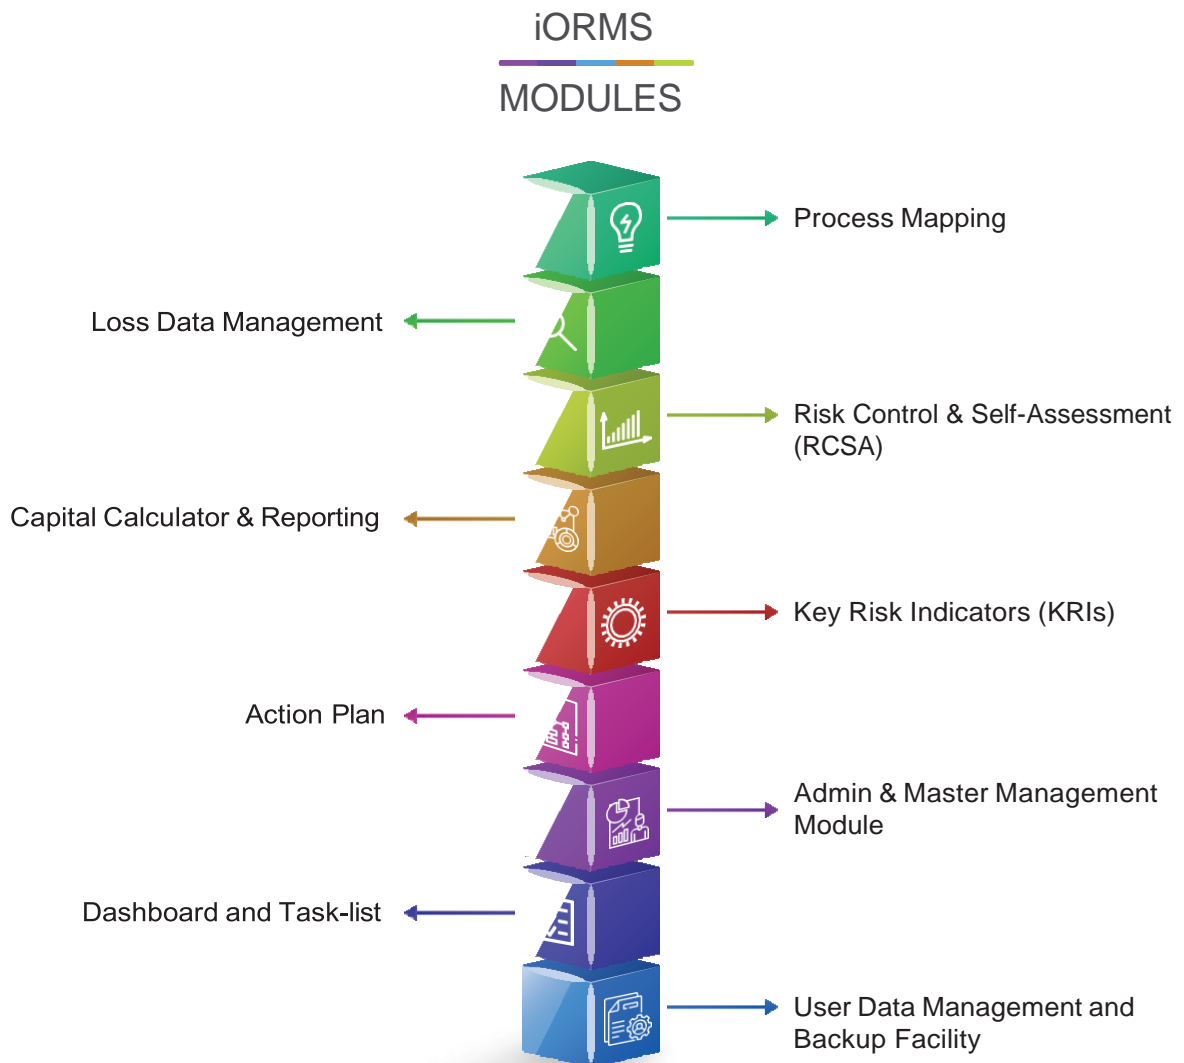 iORMS
MODULES
Process Mapping
Loss Data Management
Risk Control & Self-Assessment
(RCSA)
Capital Calculator & Reporting
Key Risk Indicators (KRIs)
Action Plan
Admin & Master Management
Module
Dashboard and Task-list
User Data Management and
Backup Facility